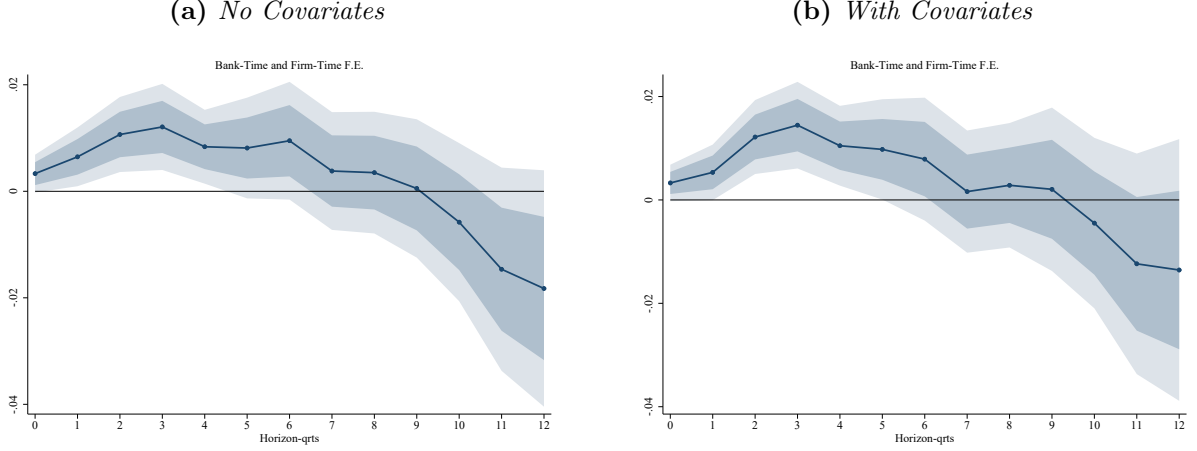 (a) No Covariates
Bank-Time and Firm-Time F.E.
.02
0
-.02
-.04
0 1 2 3 4 5 6 7 8 9 10 11 12
Horizon-qrts
(b) With Covariates
Bank-Time and Firm-Time F.E.
.02
0
-.02
-.04
0 1 2 3 4 5 6 7 8 9 10 11 12
Horizon-qrts